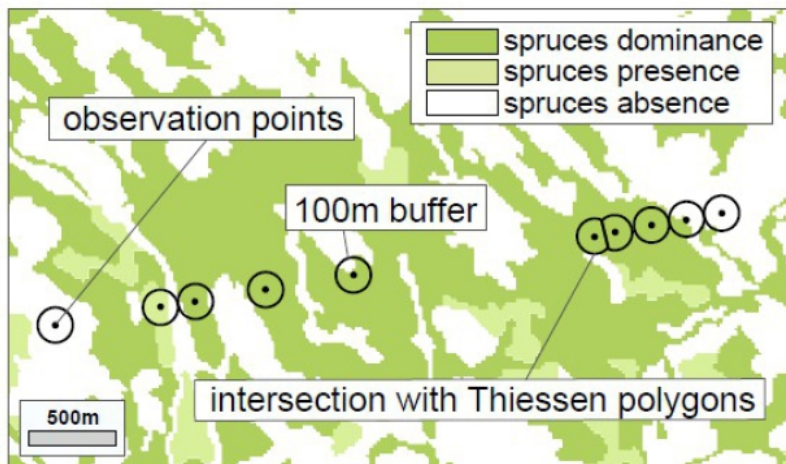 spruces dominance
spruces presence
spruces absence
observation points
100m buffer
intersection with Thiessen polygons
500m